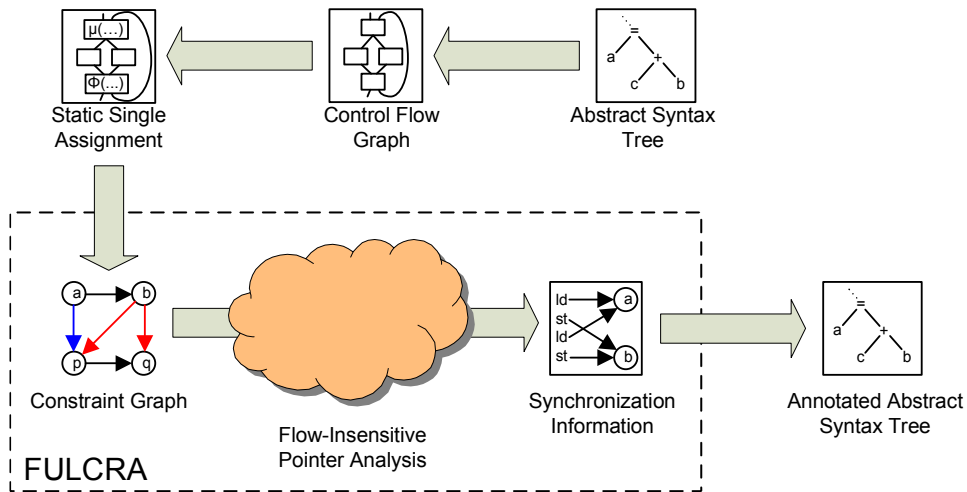 μ(...)
Φ(...)
Static Single
Assignment
Control Flow
Graph
=
a
+
c
b
Abstract Syntax
Tree
a
b
p
q
Constraint Graph
Flow-Insensitive
Pointer Analysis
ld
st
ld
st
a
b
Synchronization
Information
=
a
+
c
b
Annotated Abstract
Syntax Tree
FULCRA